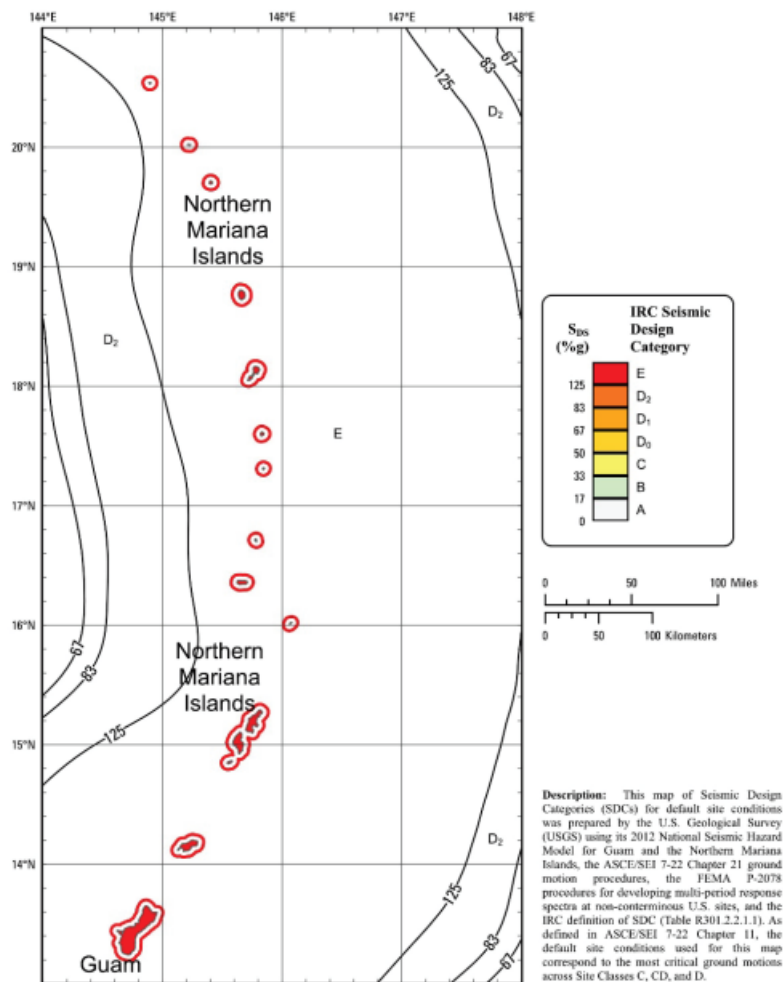 144°E 145°E 146°E 147°E 148°E
67
83
125
D2
20°N
Northern
Mariana
Islands
19°N
D2
18°N
E
17°N
16°N
67
83
125
Northern
Mariana
Islands
15°N
14°N
D2
125
83
67
Guam
SDS
(%g)
IRC Seismic
Design
Category
E
125
D2
83
D1
67
D0
50
C
33
B
17
A
0
0 50 100 Miles
0 50 100 Kilometers
Description: This map of Seismic Design
Categories (SDCs) for default site conditions
was prepared by the U.S. Geological Survey
(USGS) using its 2012 National Seismic Hazard
Model for Guam and the Northern Mariana
Islands, the ASCE/SEI 7-22 Chapter 21 ground
motion procedures, the FEMA P-2078
procedures for developing multi-period response
spectra at non-conterminous U.S. sites, and the
IRC definition of SDC (Table R301.2.2.1.1). As
defined in ASCE/SEI 7-22 Chapter 11, the
default site conditions used for this map
correspond to the most critical ground motions
across Site Classes C, CD, and D.